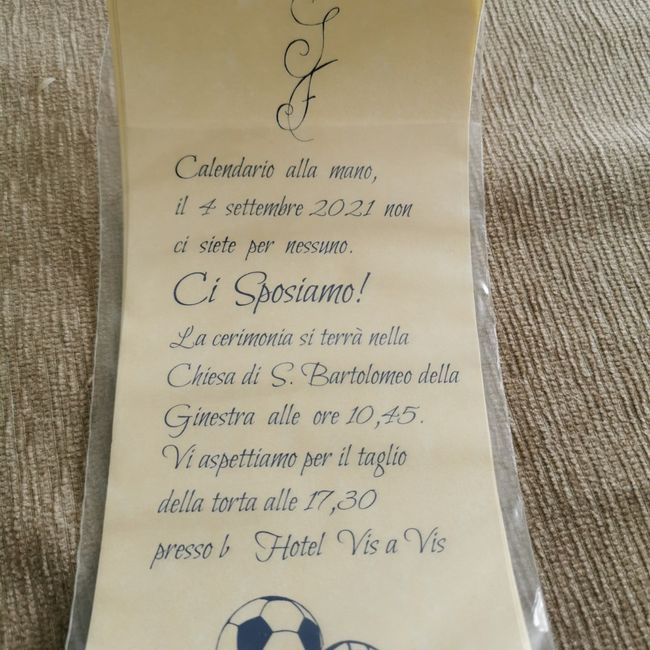 S
F
Calendario alla mano,
il 4 settembre 2021 non
ci siete per nessuno.
Ci Sposiamo!
La cerimonia si terrà nella
Chiesa di S. Bartolomeo della
Ginestra alle ore 10,45.
Vi aspettiamo per il taglio
della torta alle 17,30
presso b Hotel Vis a Vis